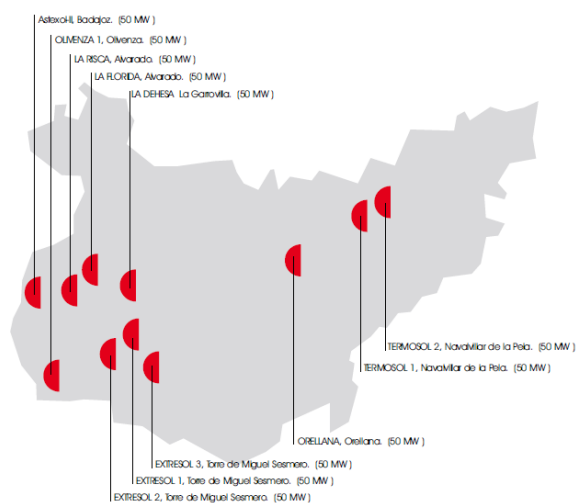 Astexol-II, Badajoz. (50 MW)
OLIVENZA 1, Olivenza. (50 MW)
LA RISCA, Alvarado. (50 MW)
LA FLORIDA, Alvarado. (50 MW)
LA DEHESA La Garrovilla. (50 MW)
TERMOSOL 2, Navalvillar de la Pela. (50 MW)
TERMOSOL 1, Navalvillar de la Pela. (50 MW)
ORELLANA, Orellana. (50 MW)
EXTRESOL 3, Torre de Miguel Sesmero. (50 MW)
EXTRESOL 1, Torre de Miguel Sesmero. (50 MW)
EXTRESOL 2, Torre de Miguel Sesmero. (50 MW)